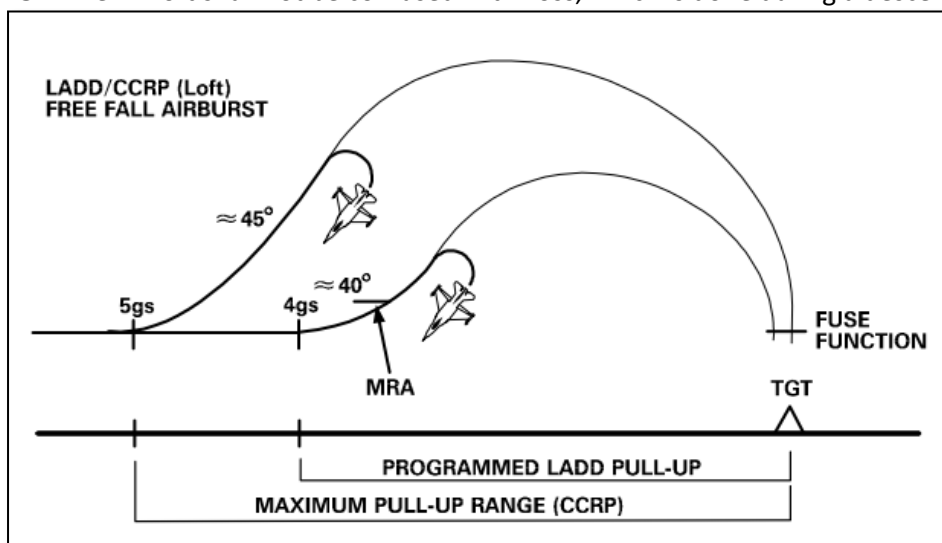 LADD/CCRP (Loft)
FREE FALL AIRBURST
≈45°
≈40°
5gs
4gs
MRA
FUSE
FUNCTION
TGT
PROGRAMMED LADD PULL-UP
MAXIMUM PULL-UP RANGE (CCRP)